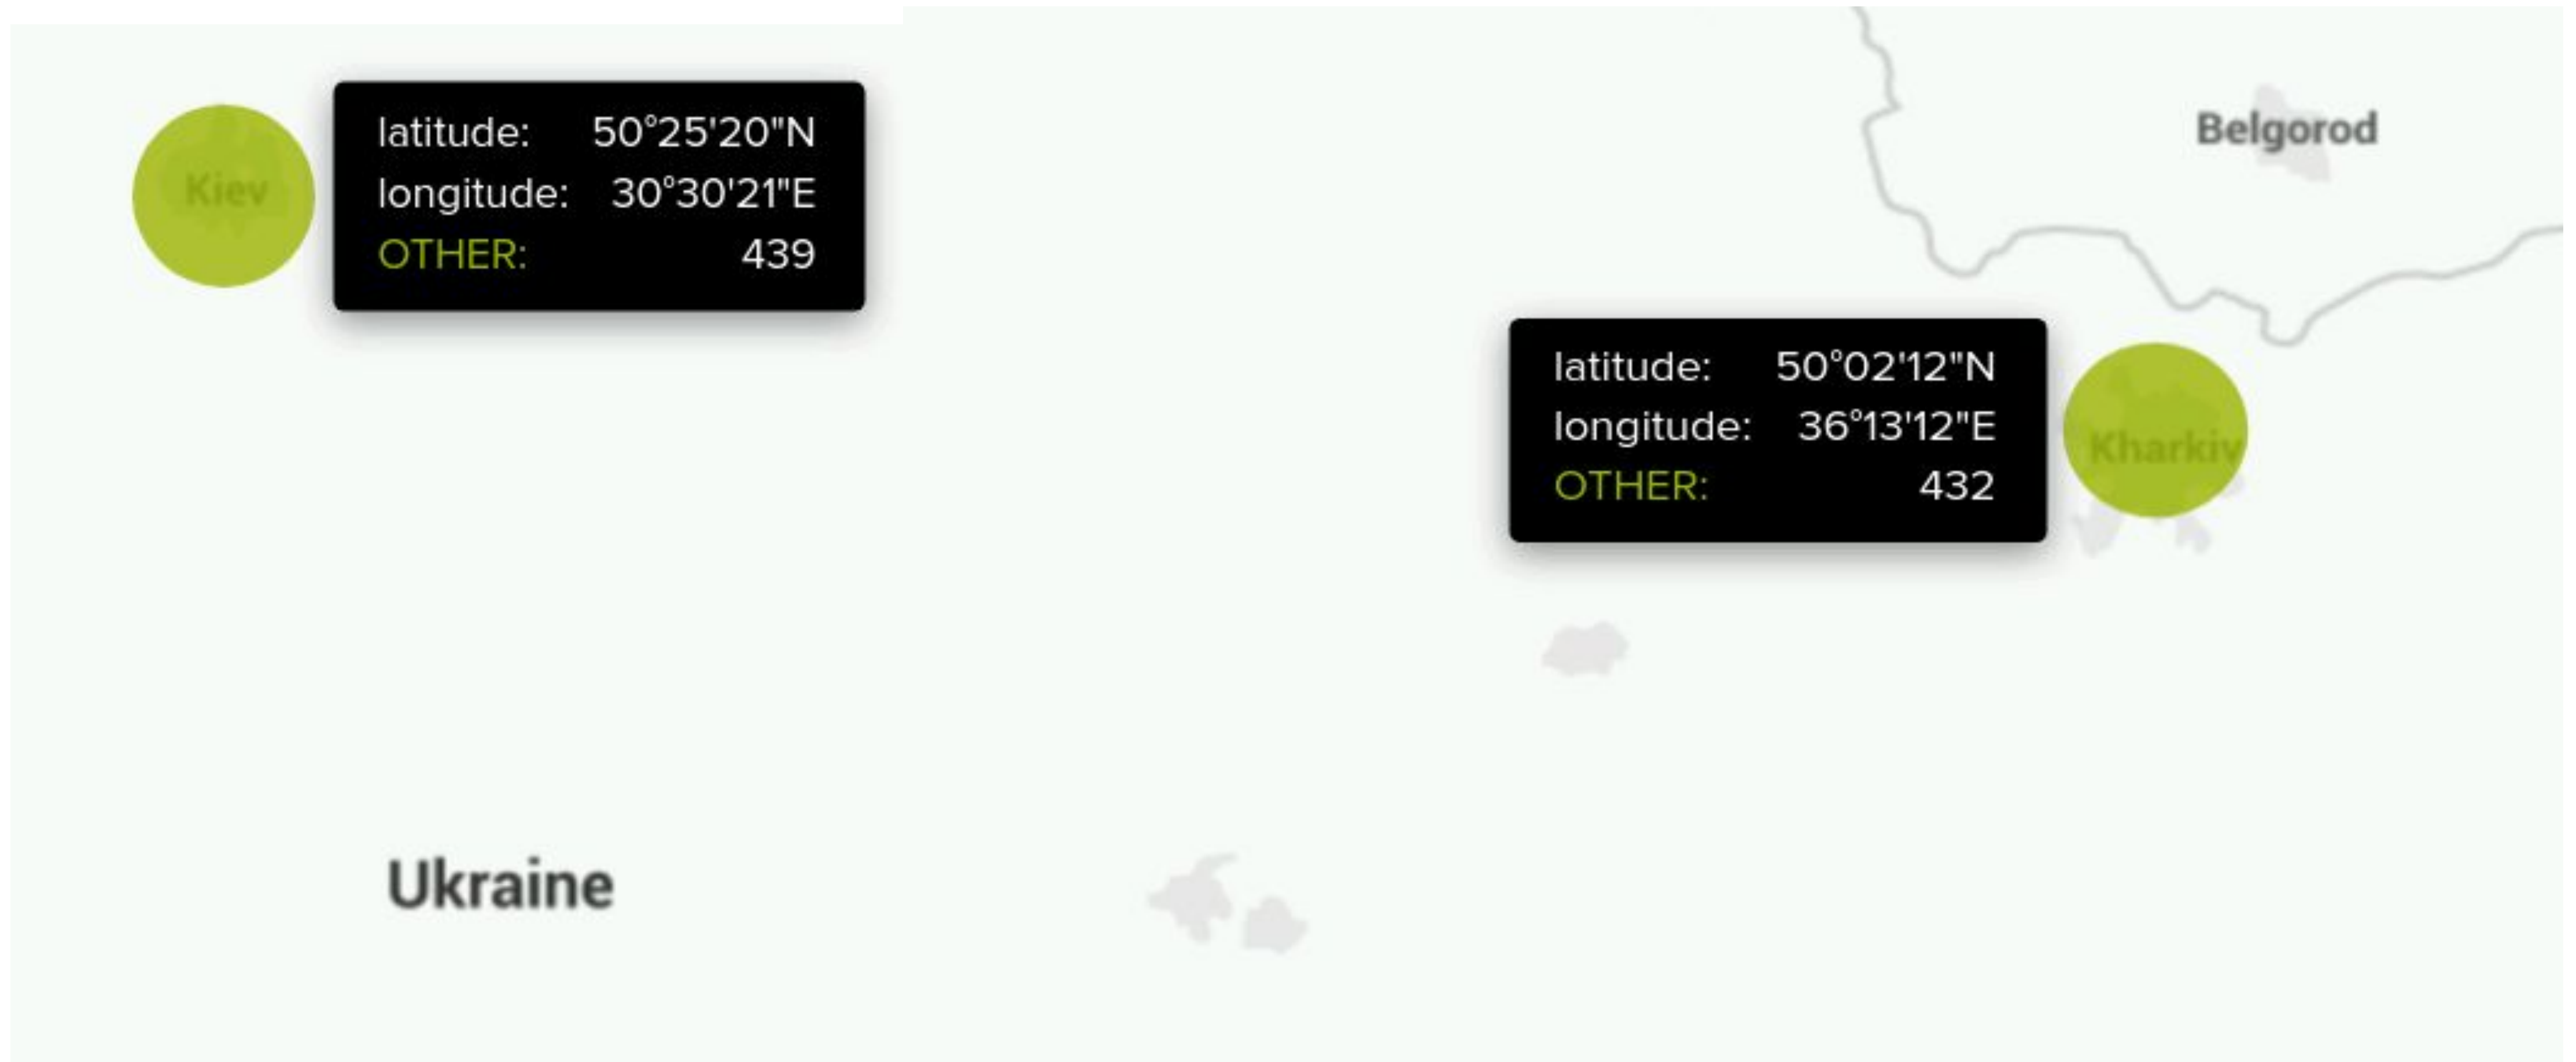 Kiev
latitude: 50°25'20"N
longitude: 30°30'21"E
OTHER: 439
Belgorod
latitude: 50°02'12"N
longitude: 36°13'12"E
OTHER: 432
Kharkiv
Ukraine